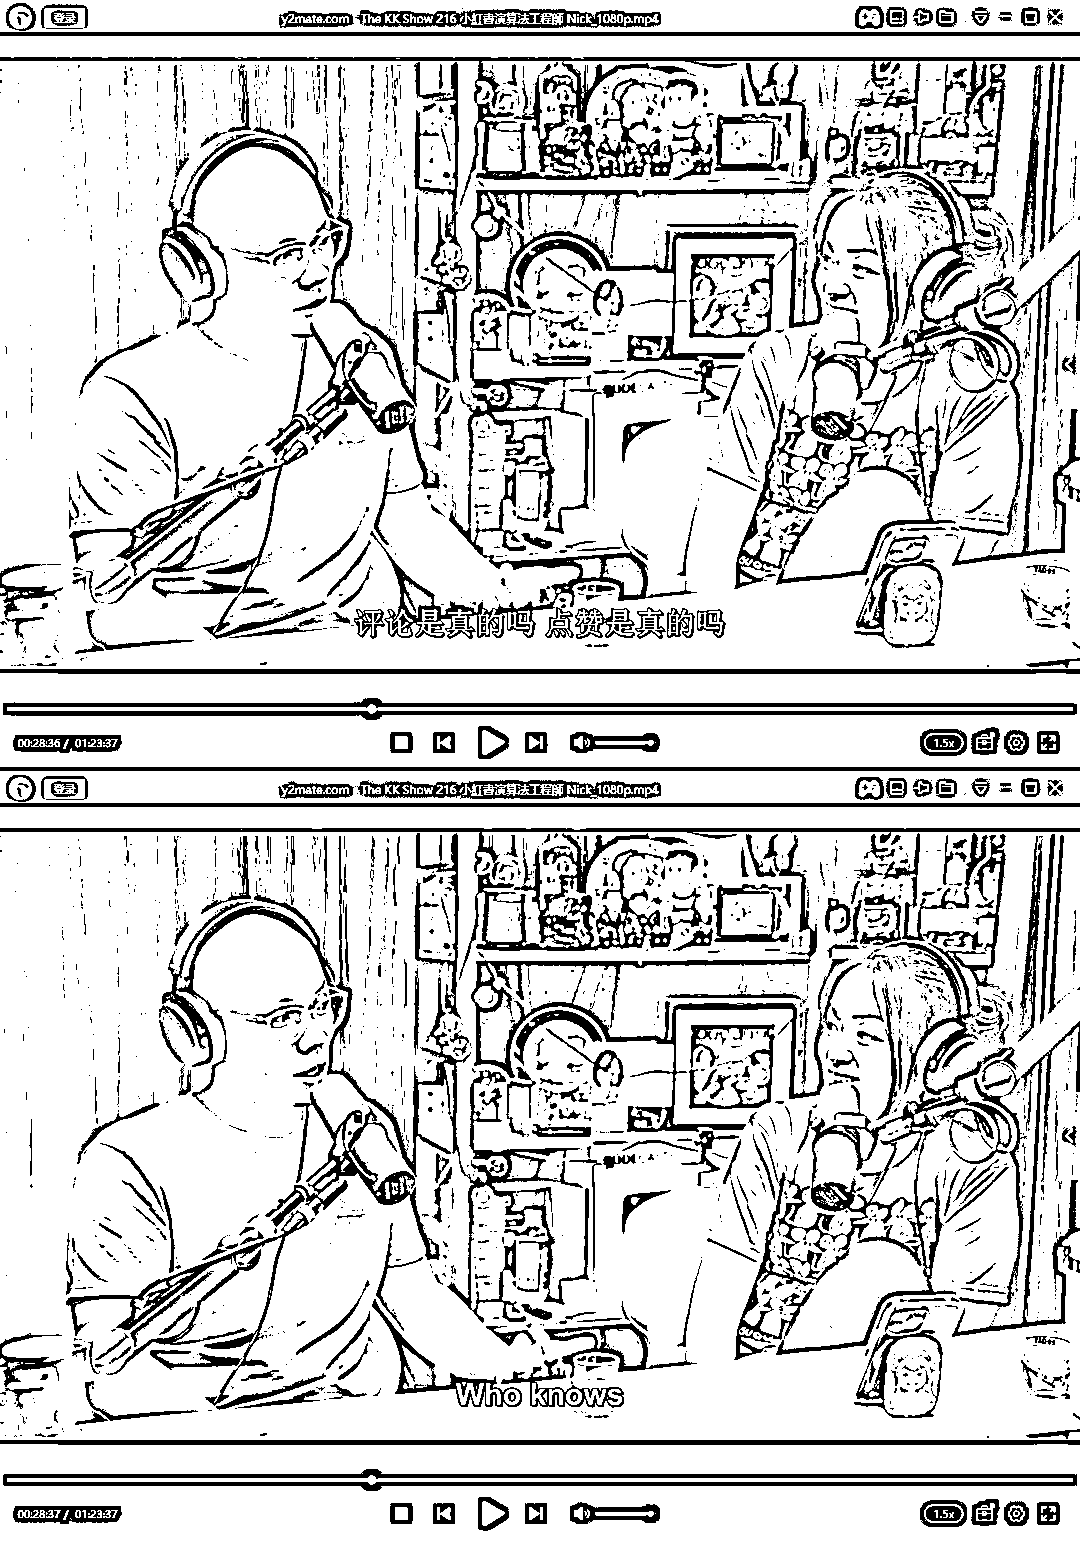 登录
y2mate.com - The KK Show 216 小红书演算法工程師 Nick_1080p.mp4
评论是真的吗 点赞是真的吗
00:28:36 / 01:23:37
1.5x
登录
y2mate.com - The KK Show 216 小红书演算法工程師 Nick_1080p.mp4
Who knows
00:28:37 / 01:23:37
1.5x